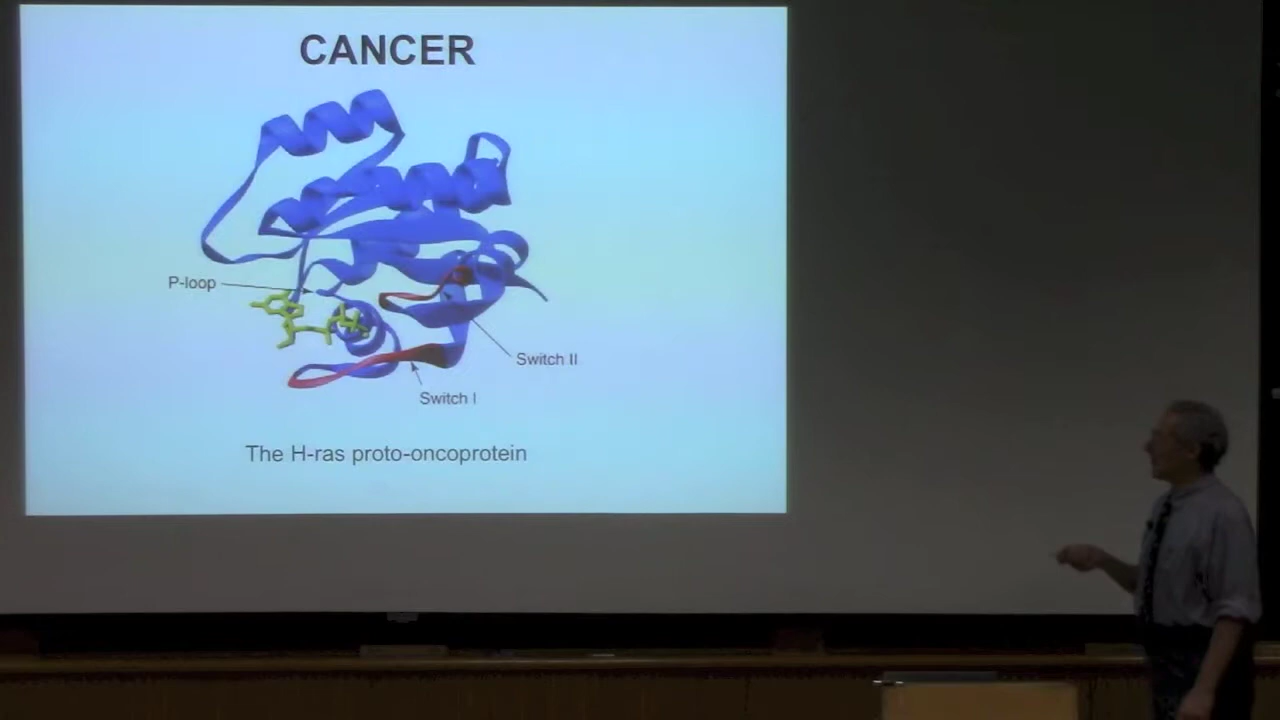 CANCER
P-loop
Switch II
Switch I
The H-ras proto-oncoprotein